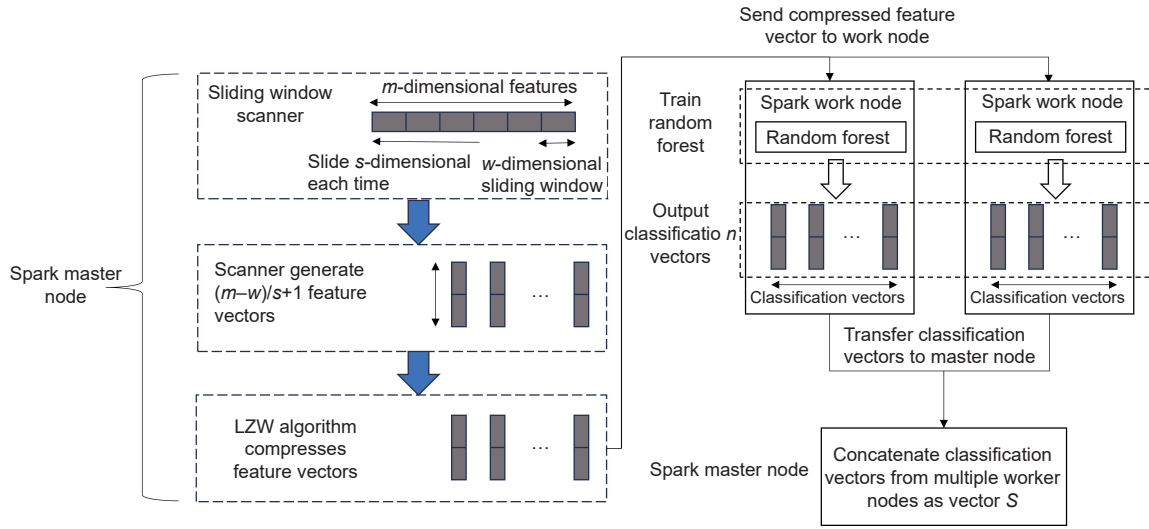 Send compressed feature
vector to work node
Spark master
node
Sliding window
scanner
m-dimensional features
Slide s-dimensional
each time
w-dimensional
sliding window
Scanner generate
(m–w)/s+1 feature
vectors
...
LZW algorithm
compresses
feature vectors
...
Train
random
forest
Spark work node
Random forest
Spark work node
Random forest
Output
classificatio n
vectors
...
Classification vectors
...
Classification vectors
Transfer classification
vectors to master node
Spark master node
Concatenate classification
vectors from multiple worker
nodes as vector S